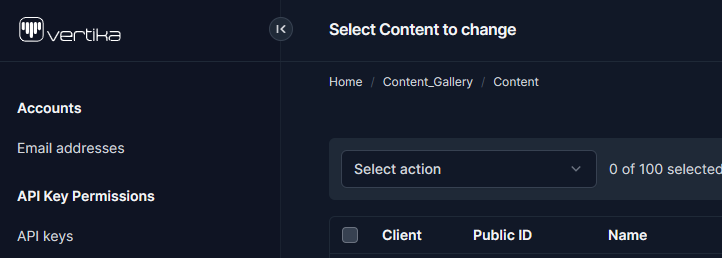 vertika
Select Content to change
Home / Content_Gallery / Content
Accounts
Email addresses
API Key Permissions
API keys
Select action
0 of 100 selected
Client Public ID Name